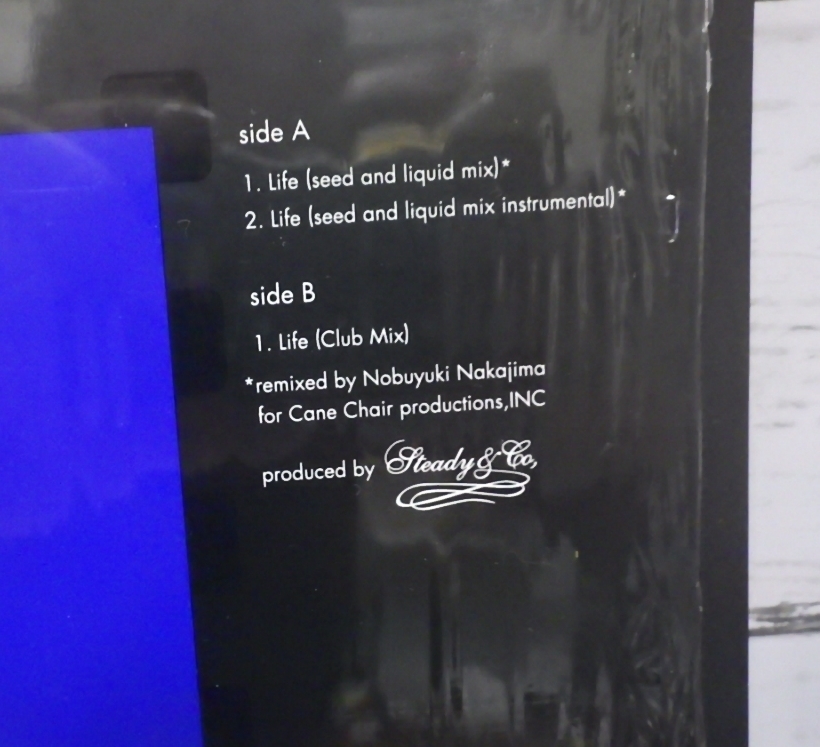 side A
1. Life (seed and liquid mix)*
2. Life (seed and liquid mix instrumental)*
side B
1. Life (Club Mix)
*remixed by Nobuyuki Nakajima
for Cane Chair productions,INC
produced by Steady & Co,